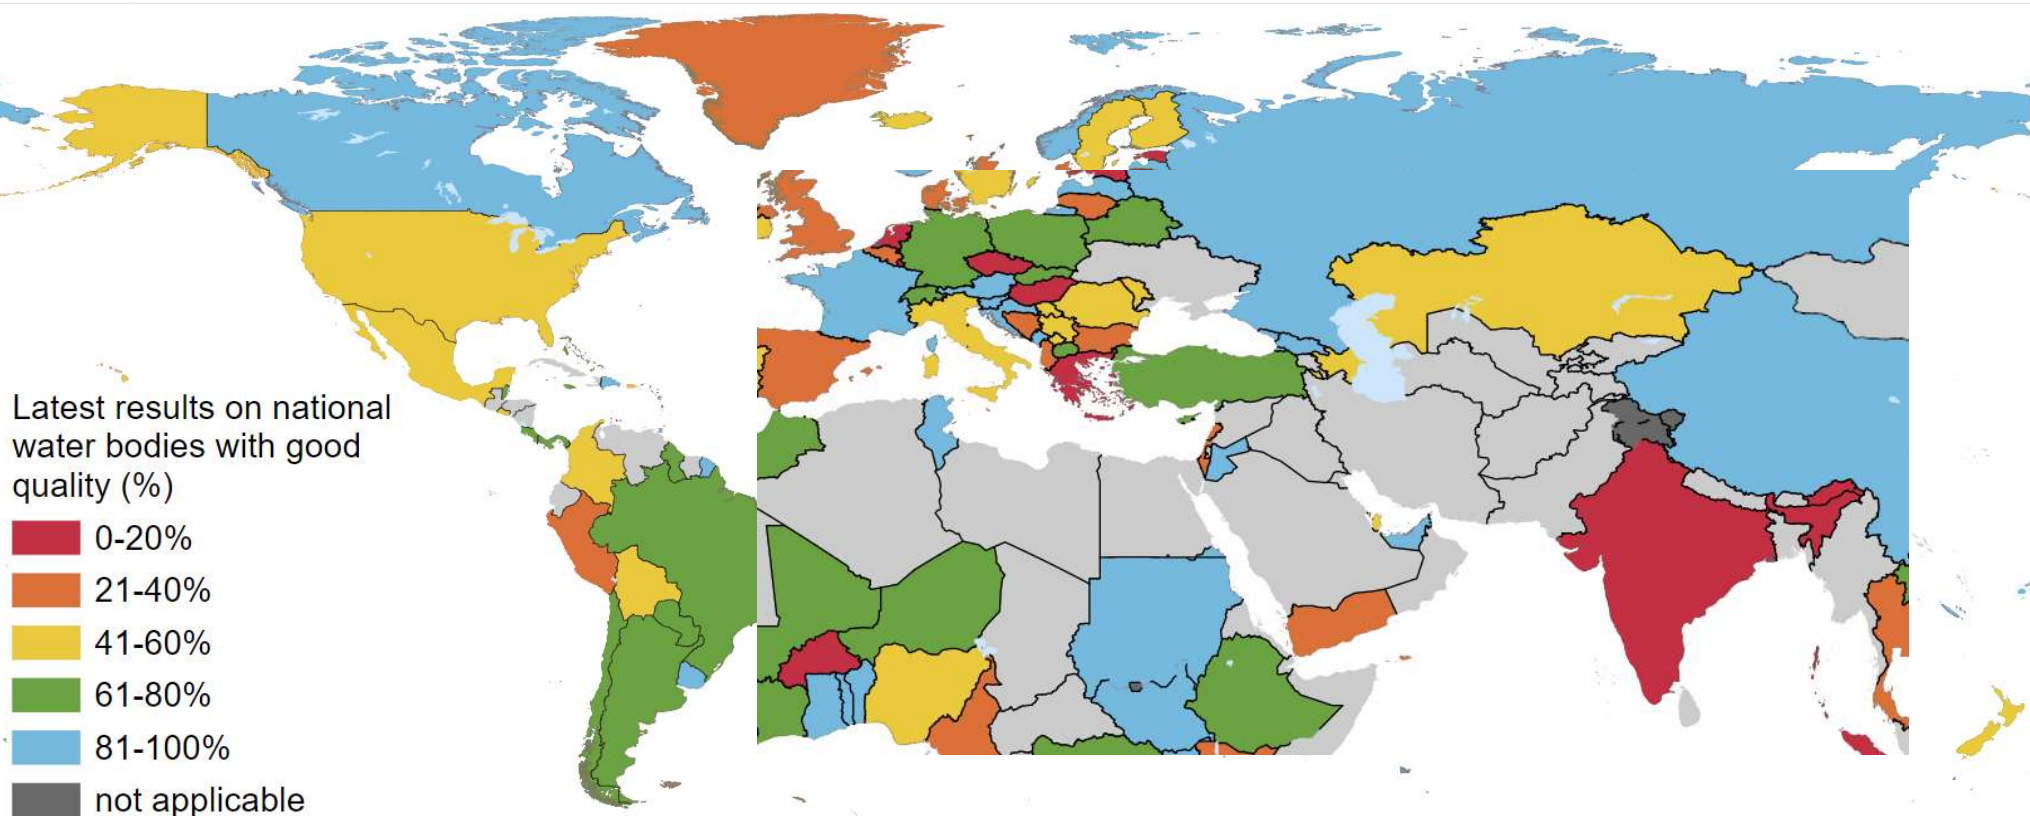 Latest results on national
water bodies with good
quality (%)
0-20%
21-40%
41-60%
61-80%
81-100%
not applicable